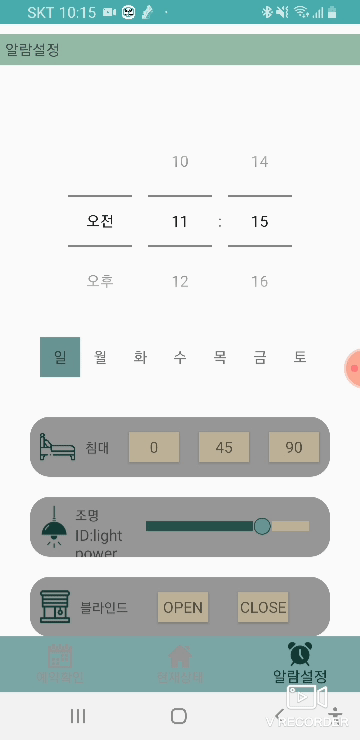 SKT 10:15
알람설정
10 14
오전 11 : 15
오후 12 16
일 월 화 수 목 금 토
침대 0 45 90
조명
ID:light
power
블라인드 OPEN CLOSE
알람설정
V RECORDER